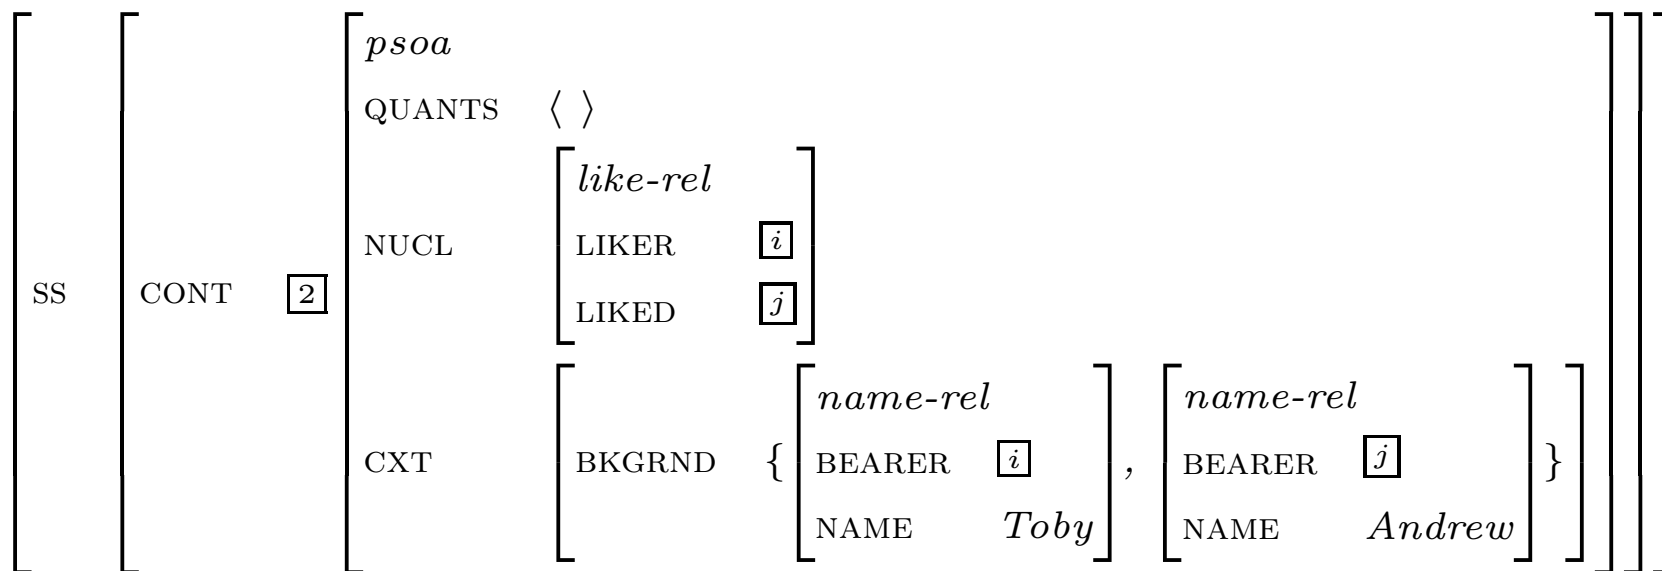 psoa
QUANTS ⟨ ⟩
like-rel
NUCL LIKER i
SS CONT 2
LIKED j
name-rel name-rel
CXT BKGRND { BEARER i , BEARER j }
NAME Toby NAME Andrew